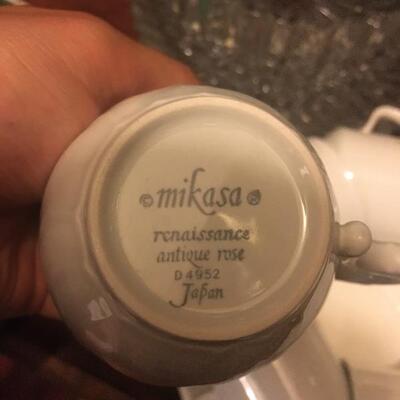 © mikasa ®
renaissance
antique rose
D4952
Japan